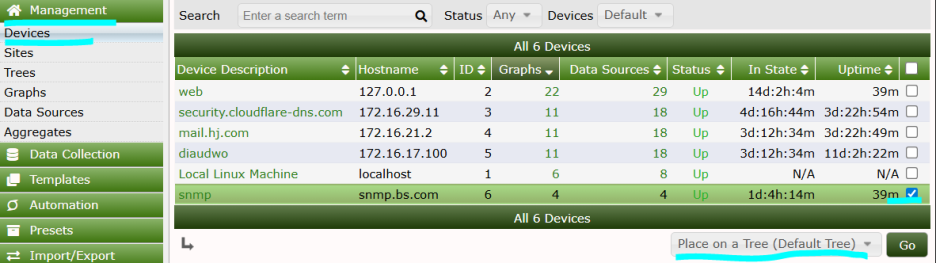 Management
Devices
Sites
Trees
Graphs
Data Sources
Aggregates
Data Collection
Templates
Automation
Presets
Import/Export
Search Enter a search term Status Any Devices Default
All 6 Devices
Device Description Hostname ID Graphs Data Sources Status In State Uptime
web 127.0.0.1 2 22 29 Up 14d:2h:4m 39m
security.cloudflare-dns.com 172.16.29.11 3 11 18 Up 4d:16h:44m 3d:22h:54m
mail.hj.com 172.16.21.2 4 11 18 Up 3d:12h:34m 3d:22h:49m
diaudwo 172.16.17.100 5 11 18 Up 3d:12h:34m 11d:2h:22m
Local Linux Machine localhost 1 6 8 Up N/A N/A
snmp snmp.bs.com 6 4 4 Up 1d:4h:14m 39m
All 6 Devices
Place on a Tree (Default Tree) Go